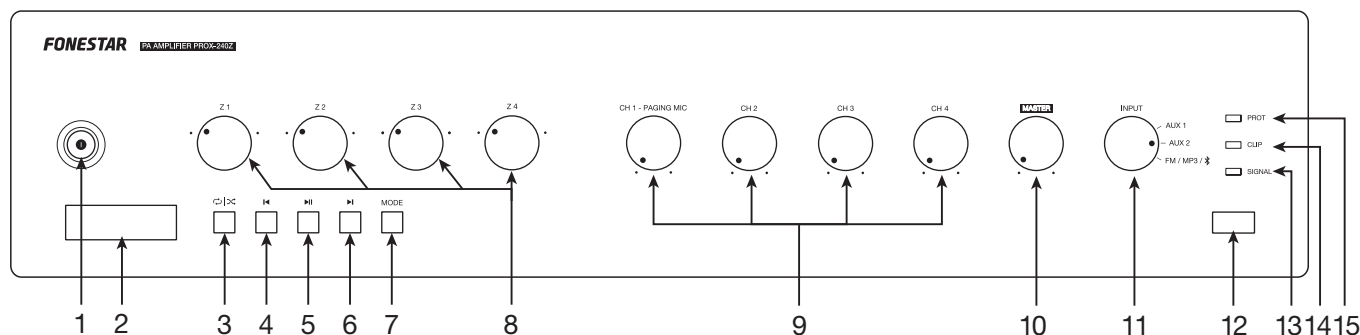 FONESTAR PA AMPLIFIER PROX-240Z
Z 1 Z 2 Z 3 Z 4 CH 1 - PAGING MIC CH 2 CH 3 CH 4 MASTER INPUT
AUX 1
AUX 2
FM / MP3 /
PROT
CLIP
SIGNAL
MODE
1 2 3 4 5 6 7 8 9 10 11 12 13 14 15